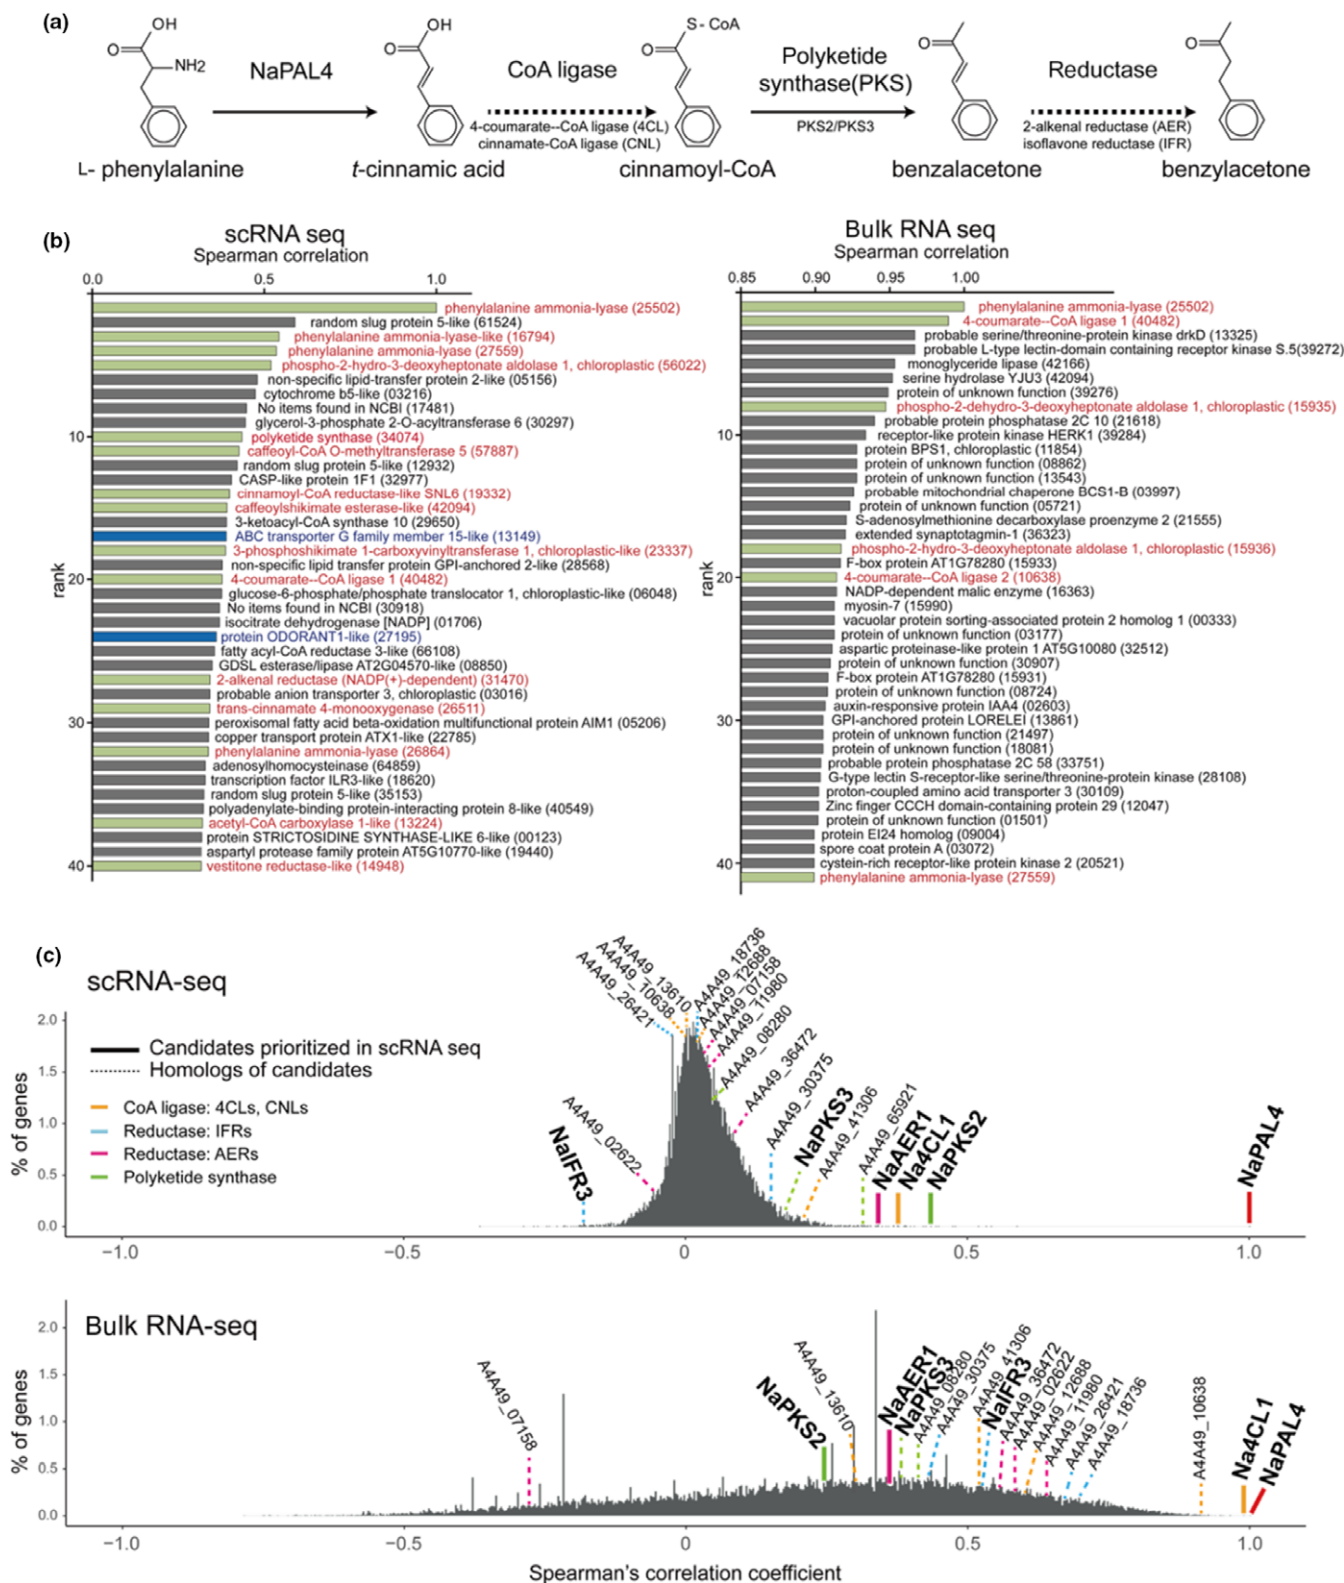 (a)
OH
O
NH2
L- phenylalanine
NaPAL4
OH
O
t-cinnamic acid
CoA ligase
4-coumarate--CoA ligase (4CL)
cinnamate-CoA ligase (CNL)
S- CoA
O
cinnamoyl-CoA
Polyketide
synthase(PKS)
PKS2/PKS3
O
benzalacetone
Reductase
2-alkenal reductase (AER)
isoflavone reductase (IFR)
O
benzylacetone
(b)
scRNA seq
Spearman correlation
0.0 0.5 1.0
rank
10
20
30
40
phenylalanine ammonia-lyase (25502)
random slug protein 5-like (61524)
phenylalanine ammonia-lyase-like (16794)
phenylalanine ammonia-lyase (27559)
phospho-2-hydro-3-deoxyheptonate aldolase 1, chloroplastic (56022)
non-specific lipid-transfer protein 2-like (05156)
cytochrome b5-like (03216)
No items found in NCBI (17481)
glycerol-3-phosphate 2-O-acyltransferase 6 (30297)
polyketide synthase (34074)
caffeoyl-CoA O-methyltransferase 5 (57887)
random slug protein 5-like (12932)
CASP-like protein 1F1 (32977)
cinnamoyl-CoA reductase-like SNL6 (19332)
caffeoylshikimate esterase-like (42094)
3-ketoacyl-CoA synthase 10 (29650)
ABC transporter G family member 15-like (13149)
3-phosphoshikimate 1-carboxyvinyltransferase 1, chloroplastic-like (23337)
non-specific lipid transfer protein GPI-anchored 2-like (28568)
4-coumarate--CoA ligase 1 (40482)
glucose-6-phosphate/phosphate translocator 1, chloroplastic-like (06048)
No items found in NCBI (30918)
isocitrate dehydrogenase [NADP] (01706)
protein ODORANT1-like (27195)
fatty acyl-CoA reductase 3-like (66108)
GDSL esterase/lipase AT2G04570-like (08850)
2-alkenal reductase (NADP(+)-dependent) (31470)
probable anion transporter 3, chloroplastic (03016)
trans-cinnamate 4-monooxygenase (26511)
peroxisomal fatty acid beta-oxidation multifunctional protein AIM1 (05206)
copper transport protein ATX1-like (22785)
phenylalanine ammonia-lyase (26864)
adenosylhomocysteinase (64859)
transcription factor ILR3-like (18620)
random slug protein 5-like (35153)
polyadenylate-binding protein-interacting protein 8-like (40549)
acetyl-CoA carboxylase 1-like (13224)
protein STRICTOSIDINE SYNTHASE-LIKE 6-like (00123)
aspartyl protease family protein AT5G10770-like (19440)
vestitone reductase-like (14948)
Bulk RNA seq
Spearman correlation
0.85 0.90 0.95 1.00
rank
10
20
30
40
phenylalanine ammonia-lyase (25502)
4-coumarate--CoA ligase 1 (40482)
probable serine/threonine-protein kinase drkD (13325)
probable L-type lectin-domain containing receptor kinase S.5(39272)
monoglyceride lipase (42166)
serine hydrolase YJU3 (42094)
protein of unknown function (39276)
phospho-2-dehydro-3-deoxyheptonate aldolase 1, chloroplastic (15935)
probable protein phosphatase 2C 10 (21618)
receptor-like protein kinase HERK1 (39284)
protein BPS1, chloroplastic (11854)
protein of unknown function (08862)
protein of unknown function (13543)
probable mitochondrial chaperone BCS1-B (03997)
protein of unknown function (05721)
S-adenosylmethionine decarboxylase proenzyme 2 (21555)
extended synaptotagmin-1 (36323)
phospho-2-hydro-3-deoxyheptonate aldolase 1, chloroplastic (15936)
F-box protein AT1G78280 (15933)
4-coumarate--CoA ligase 2 (10638)
NADP-dependent malic enzyme (16363)
myosin-7 (15990)
vacuolar protein sorting-associated protein 2 homolog 1 (00333)
protein of unknown function (03177)
aspartic proteinase-like protein 1 AT5G10080 (32512)
protein of unknown function (30907)
F-box protein AT1G78280 (15931)
protein of unknown function (08724)
auxin-responsive protein IAA4 (02603)
GPI-anchored protein LORELEI (13861)
protein of unknown function (21497)
protein of unknown function (18081)
probable protein phosphatase 2C 58 (33751)
G-type lectin S-receptor-like serine/threonine-protein kinase (28108)
proton-coupled amino acid transporter 3 (30109)
Zinc finger CCCH domain-containing protein 29 (12047)
protein of unknown function (01501)
protein EI24 homolog (09004)
spore coat protein A (03072)
cystein-rich receptor-like protein kinase 2 (20521)
phenylalanine ammonia-lyase (27559)
(c)
scRNA-seq
% of genes
2.0
1.5
1.0
0.5
0.0
Candidates prioritized in scRNA seq
Homologs of candidates
CoA ligase: 4CLs, CNLs
Reductase: IFRs
Reductase: AERs
Polyketide synthase
NaIFR3
A4A49_02622
A4A49_26421
A4A49_10638
A4A49_13610
A4A49_18736
A4A49_12688
A4A49_07158
A4A49_11980
A4A49_08280
A4A49_36472
A4A49_30375
NaPKS3
A4A49_41306
A4A49_65921
NaAER1
Na4CL1
NaPKS2
NaPAL4
−1.0 −0.5 0 0.5 1.0
Bulk RNA-seq
% of genes
2.0
1.5
1.0
0.5
0.0
A4A49_07158
NaPKS2
A4A49_13610
NaAER1
NaPKS3
A4A49_08280
A4A49_30375
A4A49_41306
NaIFR3
A4A49_36472
A4A49_02622
A4A49_12688
A4A49_11980
A4A49_26421
A4A49_18736
A4A49_10638
Na4CL1
NaPAL4
−1.0 −0.5 0 0.5 1.0
Spearman's correlation coefficient